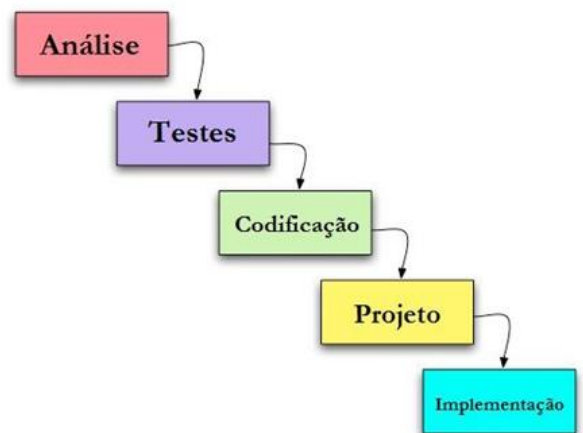 Análise
Testes
Codificação
Projeto
Implementação